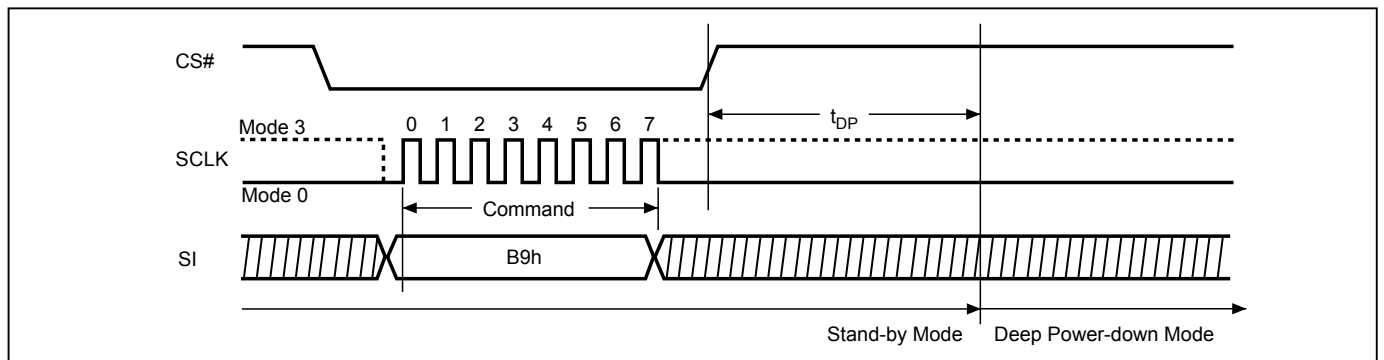 CS#
t_DP
Mode 3
0 1 2 3 4 5 6 7
SCLK
Mode 0
Command
SI
B9h
Stand-by Mode
Deep Power-down Mode